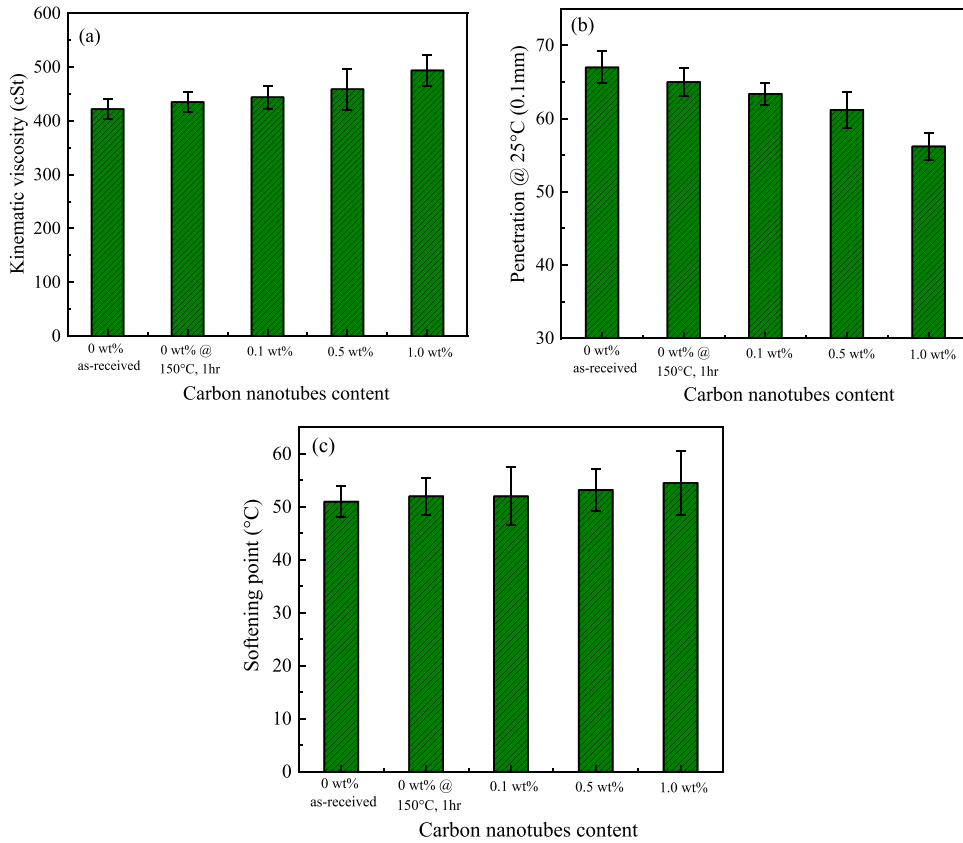 (a)
Kinematic viscosity (cSt)
600
500
400
300
200
100
0
0 wt%
as-received
0 wt% @
150°C, 1hr
0.1 wt%
0.5 wt%
1.0 wt%
Carbon nanotubes content
(b)
Penetration @ 25°C (0.1mm)
70
60
50
40
30
0 wt%
as-received
0 wt% @
150°C, 1hr
0.1 wt%
0.5 wt%
1.0 wt%
Carbon nanotubes content
(c)
Softening point (°C)
60
50
40
30
20
10
0
0 wt%
as-received
0 wt% @
150°C, 1hr
0.1 wt%
0.5 wt%
1.0 wt%
Carbon nanotubes content